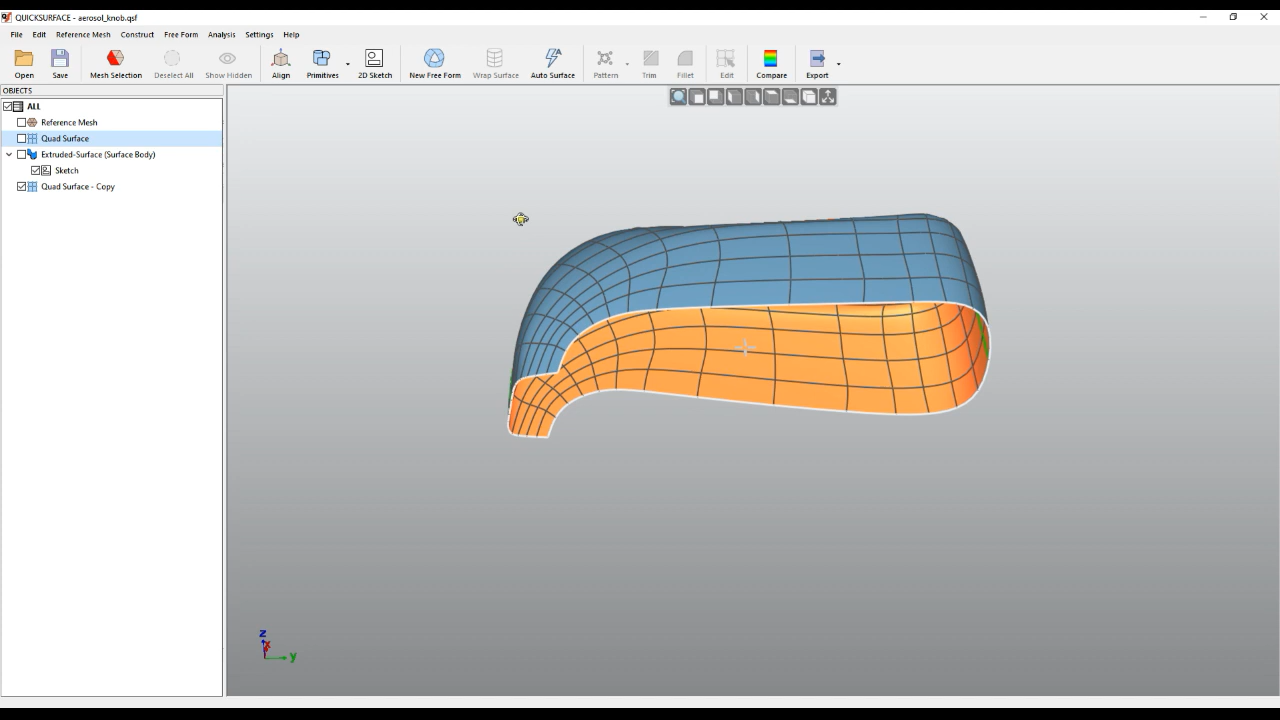 QUICKSURFACE - aerosol_knob.qsf
File Edit Reference Mesh Construct Free Form Analysis Settings Help
Open Save Mesh Selection Deselect All Show Hidden Align Primitives 2D Sketch New Free Form Wrap Surface Auto Surface Pattern Trim Fillet Edit Compare Export
OBJECTS
ALL
Reference Mesh
Quad Surface
Extruded-Surface (Surface Body)
Sketch
Quad Surface - Copy
z
x
y